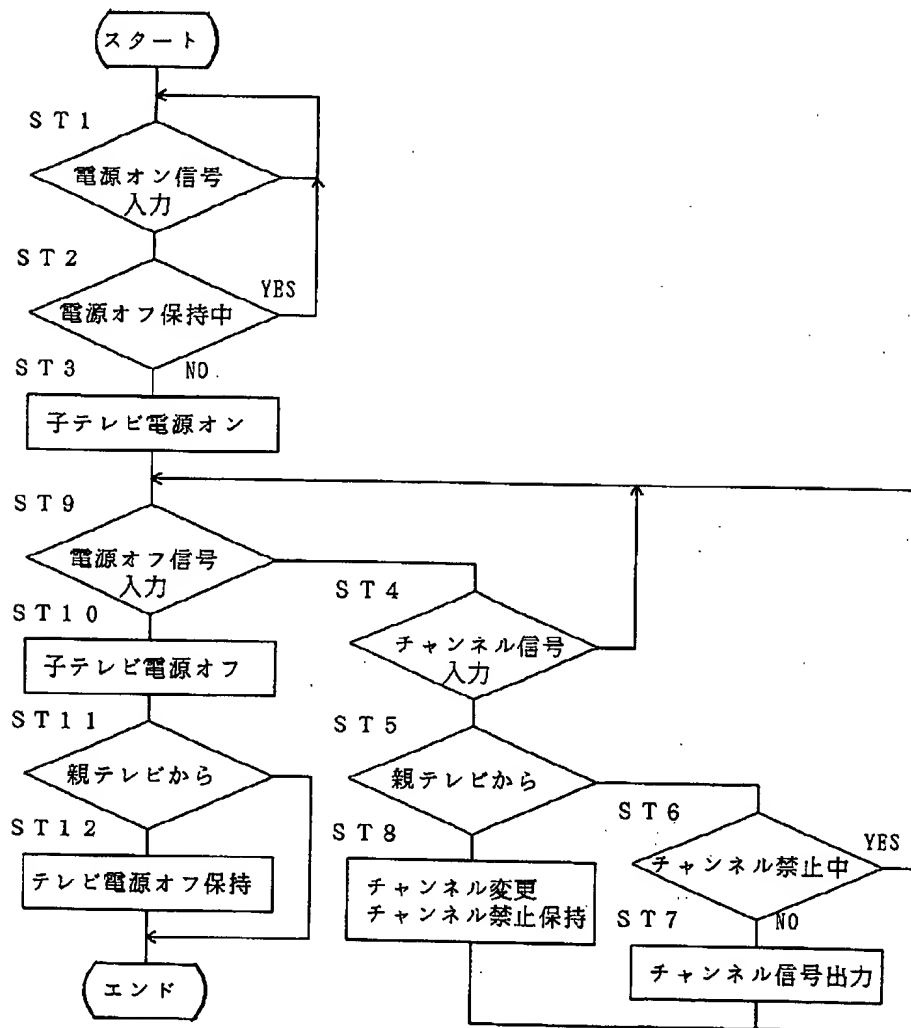 スタート
ST1
電源オン信号
入力
ST2
YES
電源オフ保持中
ST3
NO
子テレビ電源オン
ST9
電源オフ信号
入力
ST10
子テレビ電源オフ
ST11
親テレビから
ST12
テレビ電源オフ保持
エンド
ST4
チャンネル信号
入力
ST5
親テレビから
ST8
チャンネル変更
チャンネル禁止保持
ST6
YES
チャンネル禁止中
ST7
NO
チャンネル信号出力